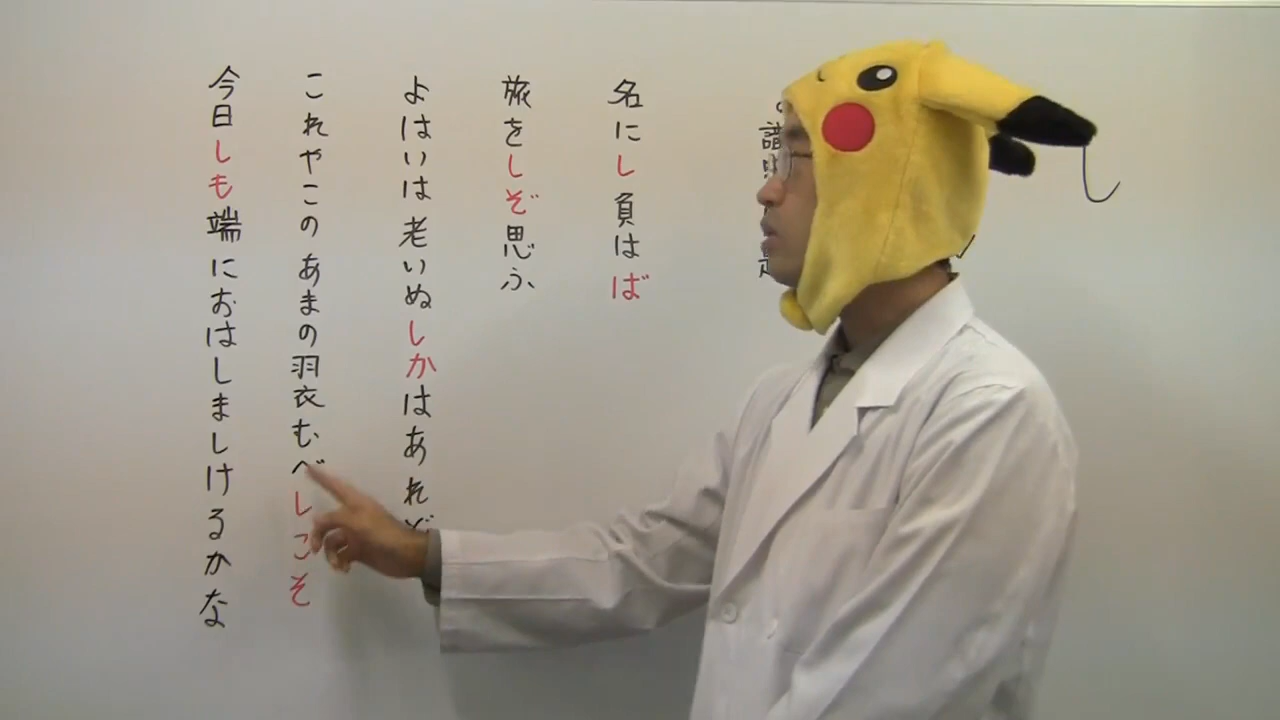 名にし負はば
旅をしぞ思ふ
よはいは老いぬしかはあれど
これやこのあまの羽衣むべしこそ
今日しも端におはしましけるかな